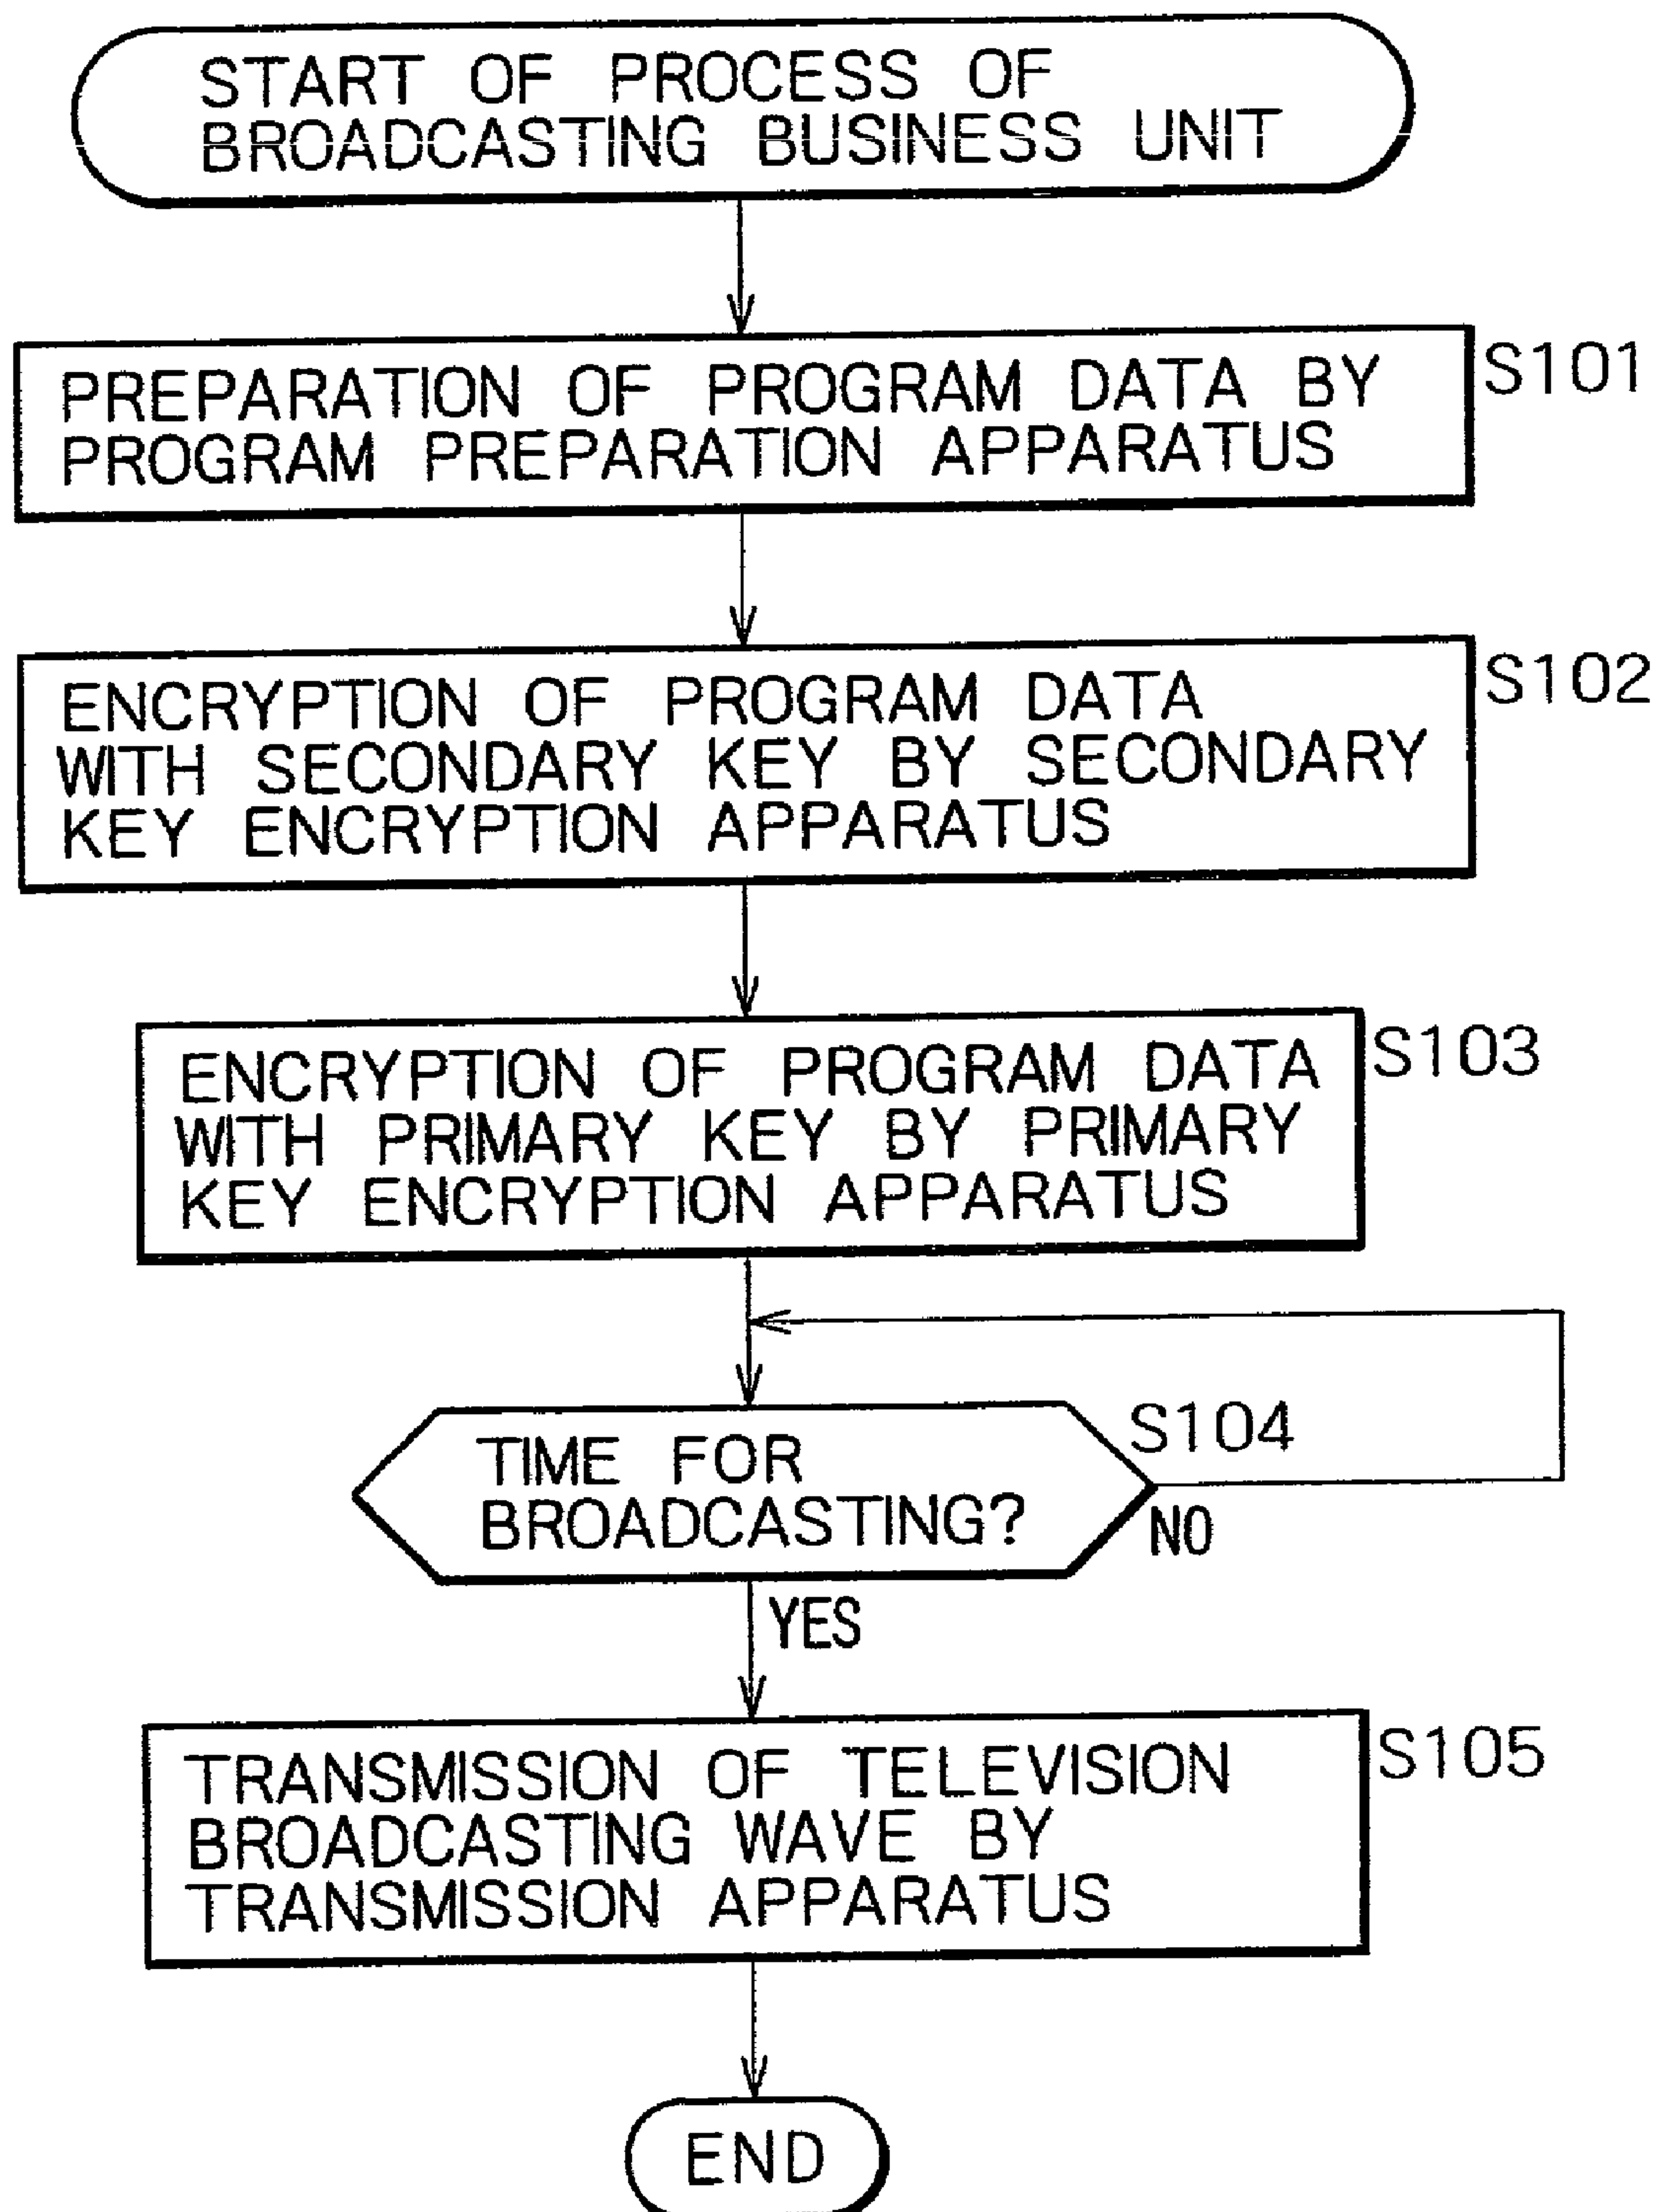 START OF PROCESS OF
BROADCASTING BUSINESS UNIT
PREPARATION OF PROGRAM DATA BY
PROGRAM PREPARATION APPARATUS
S101
ENCRYPTION OF PROGRAM DATA
WITH SECONDARY KEY BY SECONDARY
KEY ENCRYPTION APPARATUS
S102
ENCRYPTION OF PROGRAM DATA
WITH PRIMARY KEY BY PRIMARY
KEY ENCRYPTION APPARATUS
S103
TIME FOR
BROADCASTING?
S104
NO
YES
TRANSMISSION OF TELEVISION
BROADCASTING WAVE BY
TRANSMISSION APPARATUS
S105
END